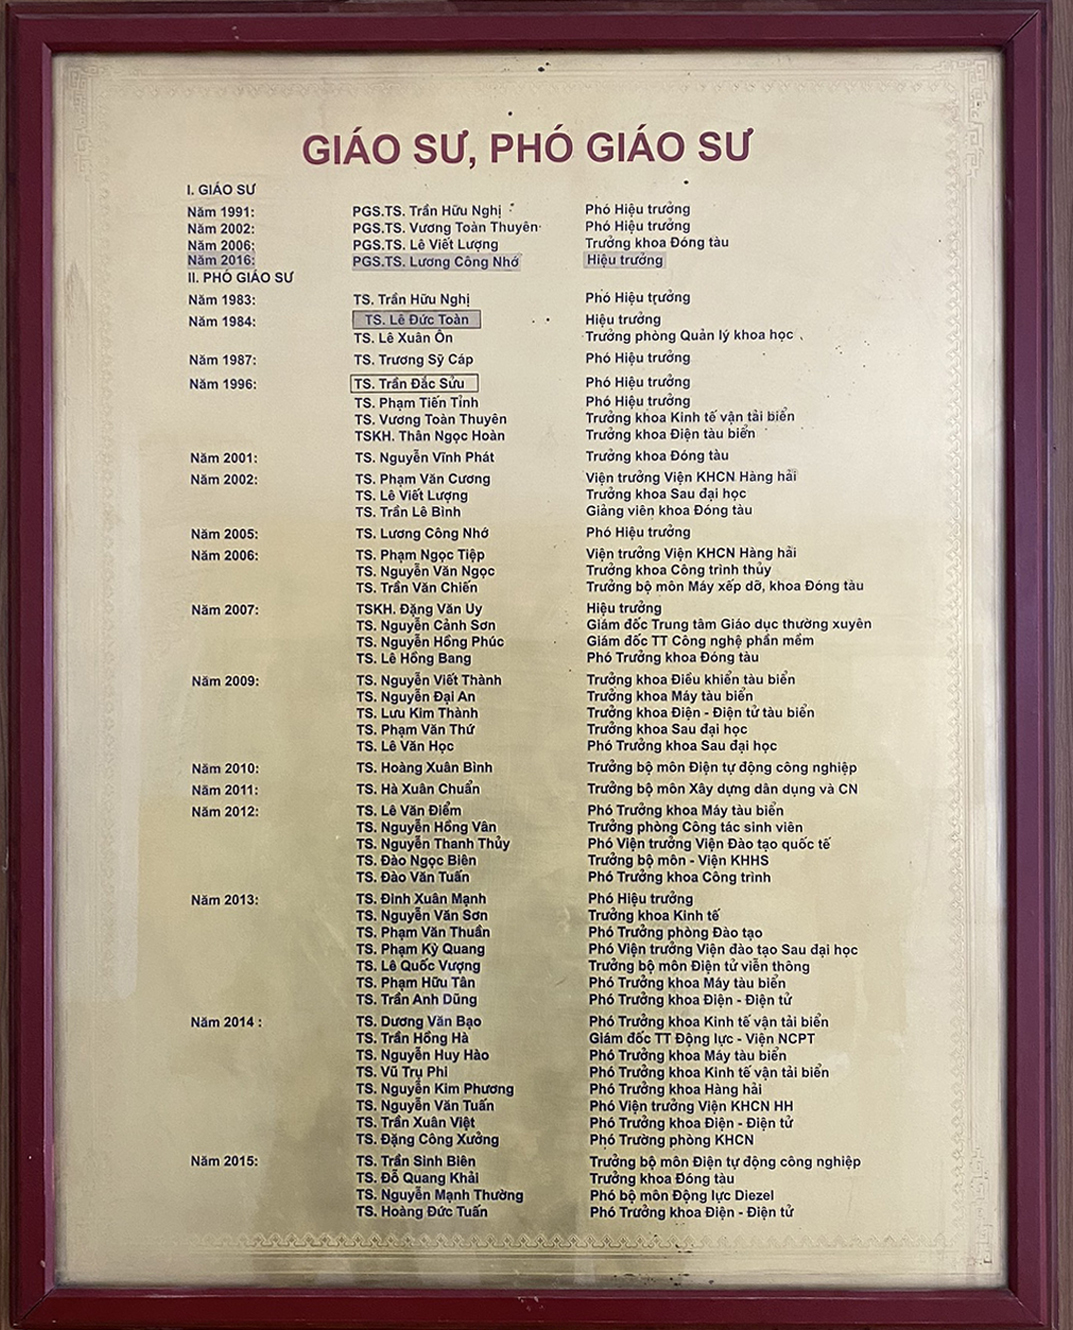 GIÁO SƯ, PHÓ GIÁO SƯ
I. GIÁO SƯ
Năm 1991: PGS.TS. Trần Hữu Nghị Phó Hiệu trưởng
Năm 2002: PGS.TS. Vương Toàn Thuyên Phó Hiệu trưởng
Năm 2006: PGS.TS. Lê Viết Lượng Trưởng khoa Đóng tàu
Năm 2016: PGS.TS. Lương Công Nhớ Hiệu trưởng
II. PHÓ GIÁO SƯ
Năm 1983: TS. Trần Hữu Nghị Phó Hiệu trưởng
Năm 1984: TS. Lê Đức Toàn Hiệu trưởng
TS. Lê Xuân Ôn Trưởng phòng Quản lý khoa học
Năm 1987: TS. Trương Sỹ Cáp Phó Hiệu trưởng
Năm 1996: TS. Trần Đắc Sửu Phó Hiệu trưởng
TS. Phạm Tiến Tỉnh Phó Hiệu trưởng
TS. Vương Toàn Thuyên Trưởng khoa Kinh tế vận tải biển
TSKH. Thân Ngọc Hoàn Trưởng khoa Điện tàu biển
Năm 2001: TS. Nguyễn Vĩnh Phát Trưởng khoa Đóng tàu
Năm 2002: TS. Phạm Văn Cương Viện trưởng Viện KHCN Hàng hải
TS. Lê Viết Lượng Trưởng khoa Sau đại học
TS. Trần Lê Bình Giảng viên khoa Đóng tàu
Năm 2005: TS. Lương Công Nhớ Phó Hiệu trưởng
Năm 2006: TS. Phạm Ngọc Tiệp Viện trưởng Viện KHCN Hàng hải
TS. Nguyễn Văn Ngọc Trưởng khoa Công trình thủy
TS. Trần Văn Chiến Trưởng bộ môn Máy xếp dỡ, khoa Đóng tàu
Năm 2007: TSKH. Đặng Văn Uy Hiệu trưởng
TS. Nguyễn Cảnh Sơn Giám đốc Trung tâm Giáo dục thường xuyên
TS. Nguyễn Hồng Phúc Giám đốc TT Công nghệ phần mềm
TS. Lê Hồng Bang Phó Trưởng khoa Đóng tàu
Năm 2009: TS. Nguyễn Viết Thành Trưởng khoa Điều khiển tàu biển
TS. Nguyễn Đại An Trưởng khoa Máy tàu biển
TS. Lưu Kim Thành Trưởng khoa Điện - Điện tử tàu biển
TS. Phạm Văn Thứ Trưởng khoa Sau đại học
TS. Lê Văn Học Phó Trưởng khoa Sau đại học
Năm 2010: TS. Hoàng Xuân Bình Trưởng bộ môn Điện tự động công nghiệp
Năm 2011: TS. Hà Xuân Chuẩn Trưởng bộ môn Xây dựng dân dụng và CN
Năm 2012: TS. Lê Văn Điểm Phó Trưởng khoa Máy tàu biển
TS. Nguyễn Hồng Vân Trưởng phòng Công tác sinh viên
TS. Nguyễn Thanh Thủy Phó Viện trưởng Viện Đào tạo quốc tế
TS. Đào Ngọc Biên Trưởng bộ môn - Viện KHHS
TS. Đào Văn Tuấn Phó Trưởng khoa Công trình
Năm 2013: TS. Đinh Xuân Mạnh Phó Hiệu trưởng
TS. Nguyễn Văn Sơn Trưởng khoa Kinh tế
TS. Phạm Văn Thuần Phó Trưởng phòng Đào tạo
TS. Phạm Kỳ Quang Phó Viện trưởng Viện đào tạo Sau đại học
TS. Lê Quốc Vượng Trưởng bộ môn Điện tử viễn thông
TS. Phạm Hữu Tân Phó Trưởng khoa Máy tàu biển
TS. Trần Anh Dũng Phó Trưởng khoa Điện - Điện tử
Năm 2014 : TS. Dương Văn Bạo Phó Trưởng khoa Kinh tế vận tải biển
TS. Trần Hồng Hà Giám đốc TT Động lực - Viện NCPT
TS. Nguyễn Huy Hào Phó Trưởng khoa Máy tàu biển
TS. Vũ Trụ Phi Phó Trưởng khoa Kinh tế vận tải biển
TS. Nguyễn Kim Phương Phó Trưởng khoa Hàng hải
TS. Nguyễn Văn Tuấn Phó Viện trưởng Viện KHCN HH
TS. Trần Xuân Việt Phó Trưởng khoa Điện - Điện tử
TS. Đặng Công Xưởng Phó Trường phòng KHCN
Năm 2015: TS. Trần Sinh Biên Trưởng bộ môn Điện tự động công nghiệp
TS. Đỗ Quang Khải Trưởng khoa Đóng tàu
TS. Nguyễn Mạnh Thường Phó bộ môn Động lực Diezel
TS. Hoàng Đức Tuấn Phó Trưởng khoa Điện - Điện tử